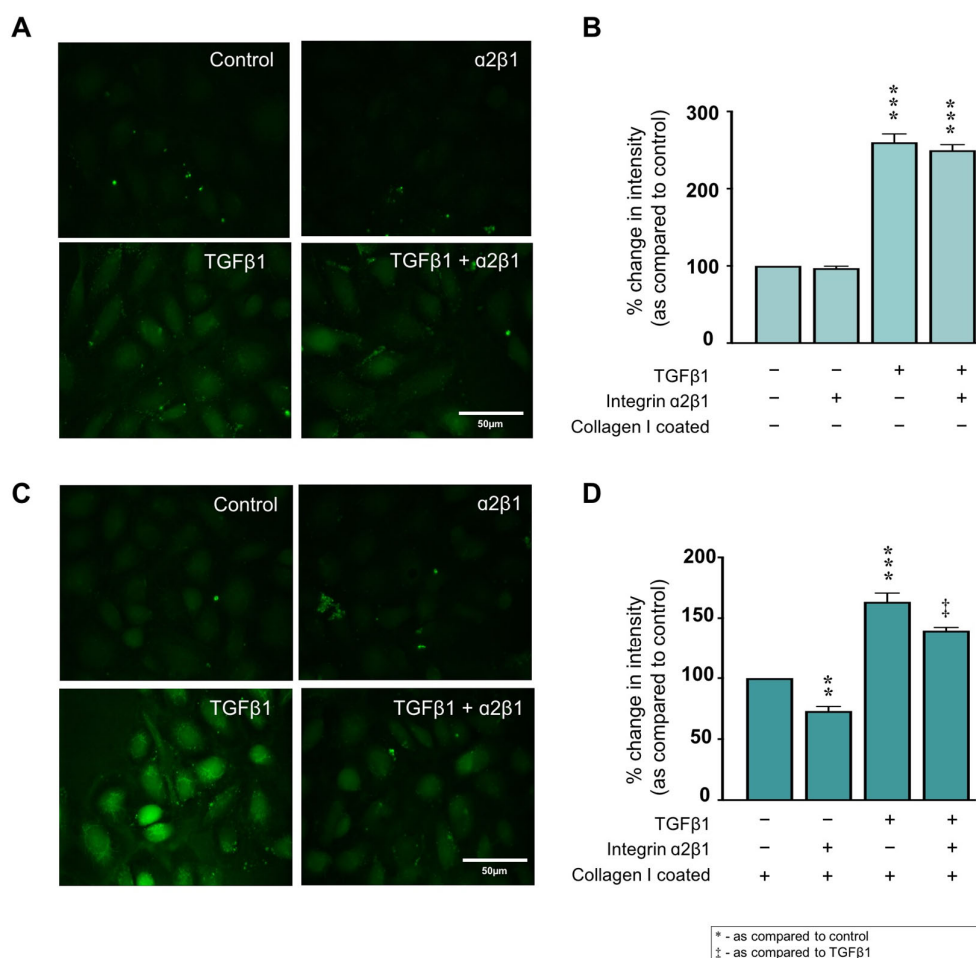 A
Control
α2β1
TGFβ1
TGFβ1 + α2β1
50μm
B
% change in intensity
(as compared to control)
300
200
100
0
***
***
TGFβ1 – – + +
Integrin α2β1 – + – +
Collagen I coated – – – –
C
Control
α2β1
TGFβ1
TGFβ1 + α2β1
50μm
D
% change in intensity
(as compared to control)
200
150
100
50
0
**
***
‡
TGFβ1 – – + +
Integrin α2β1 – + – +
Collagen I coated + + + +
* - as compared to control
‡ - as compared to TGFβ1